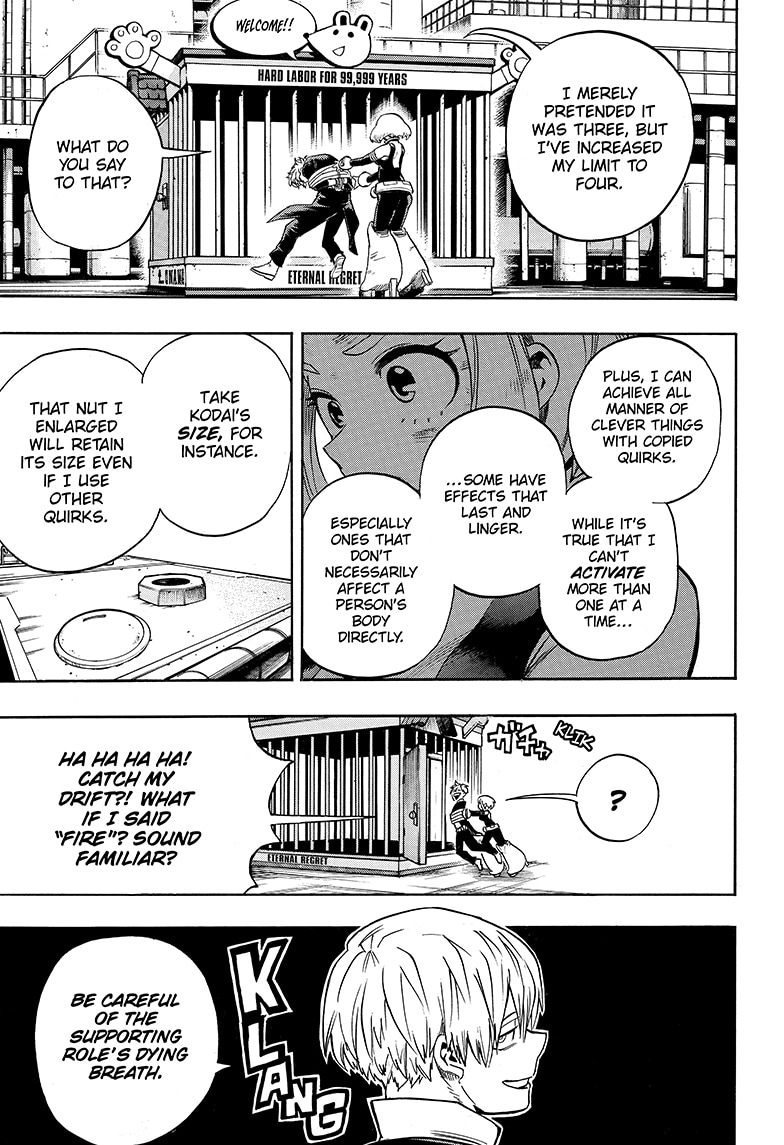 I MERELY
PRETENDED IT
WAS THREE, BUT
I'VE INCREASED
MY LIMIT TO
FOUR.
WELCOME!!
HARD LABOR FOR 99,999 YEARS
ETERNAL REGRET
WHAT DO
YOU SAY
TO THAT?
PLUS, I CAN
ACHIEVE ALL
MANNER OF
CLEVER THINGS
WITH COPIED
QUIRKS.
WHILE IT'S
TRUE THAT I
CAN'T
ACTIVATE
MORE THAN
ONE AT A
TIME...
...SOME HAVE
EFFECTS THAT
LAST AND
LINGER.
ESPECIALLY
ONES THAT
DON'T
NECESSARILY
AFFECT A
PERSON'S
BODY
DIRECTLY.
TAKE
KODAI'S
SIZE, FOR
INSTANCE.
THAT NUT I
ENLARGED
WILL RETAIN
ITS SIZE EVEN
IF I USE
OTHER
QUIRKS.
?
KLIK
ガチャ
ETERNAL REGRET
HA HA HA HA!
CATCH MY
DRIFT?! WHAT
IF I SAID
"FIRE"? SOUND
FAMILIAR?
KLANG
BE CAREFUL
OF THE
SUPPORTING
ROLE'S DYING
BREATH.